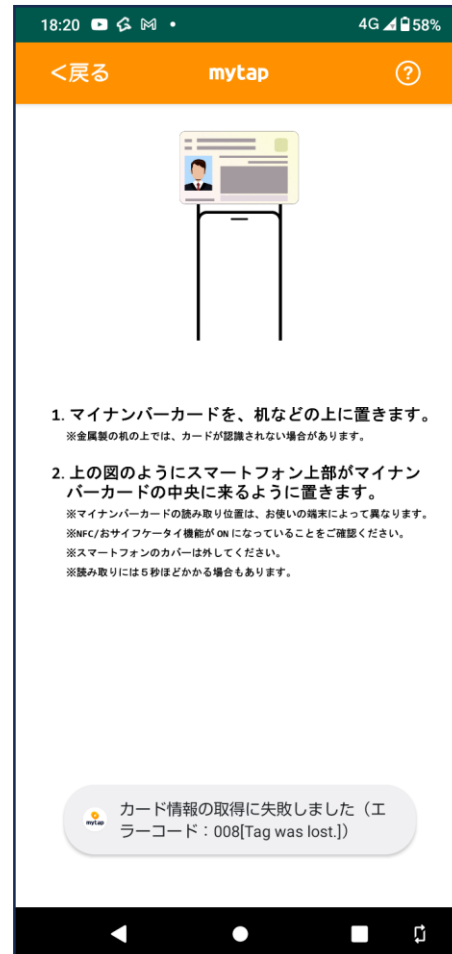 18:20
4G 58%
<戻る mytap ?
1. マイナンバーカードを、机などの上に置きます。
※金属製の机の上では、カードが認識されない場合があります。
2. 上の図のようにスマートフォン上部がマイナン
バーカードの中央に来るように置きます。
※マイナンバーカードの読み取り位置は、お使いの端末によって異なります。
※NFC/おサイフケータイ機能が ON になっていることをご確認ください。
※スマートフォンのカバーは外してください。
※読み取りには5秒ほどかかる場合もあります。
mytap
カード情報の取得に失敗しました（エ
ラーコード：008[Tag was lost.]）